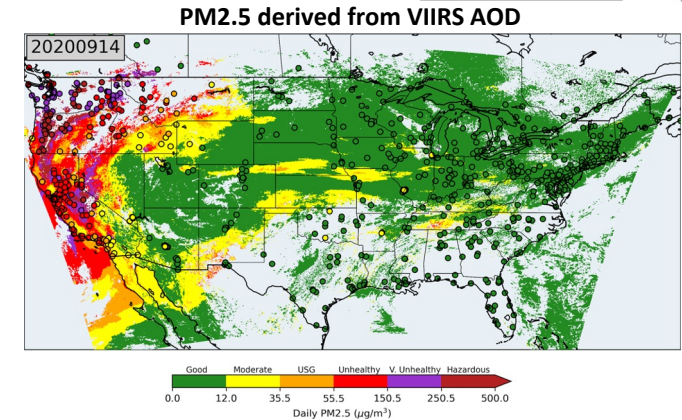 PM2.5 derived from VIIRS AOD
20200914
Good Moderate USG Unhealthy V. Unhealthy Hazardous
0.0 12.0 35.5 55.5 150.5 250.5 500.0
Daily PM2.5 (μg/m³)